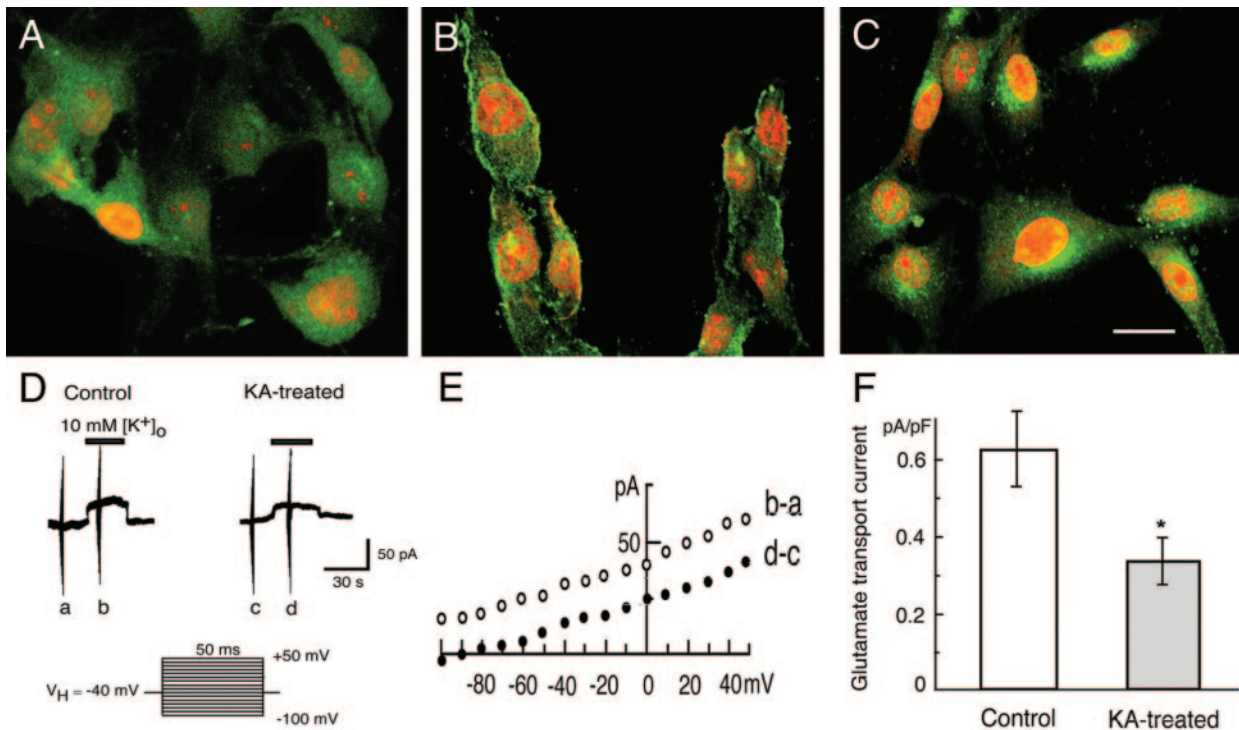 A
B
C
D
Control
KA-treated
10 mM [K+]o
a
b
c
d
50 pA
30 s
50 ms
+50 mV
VH = -40 mV
-100 mV
E
pA
50
b-a
d-c
-80 -60 -40 -20 0 20 40 mV
F
pA/pF
Glutamate transport current
0.6
0.4
0.2
0
*
Control
KA-treated